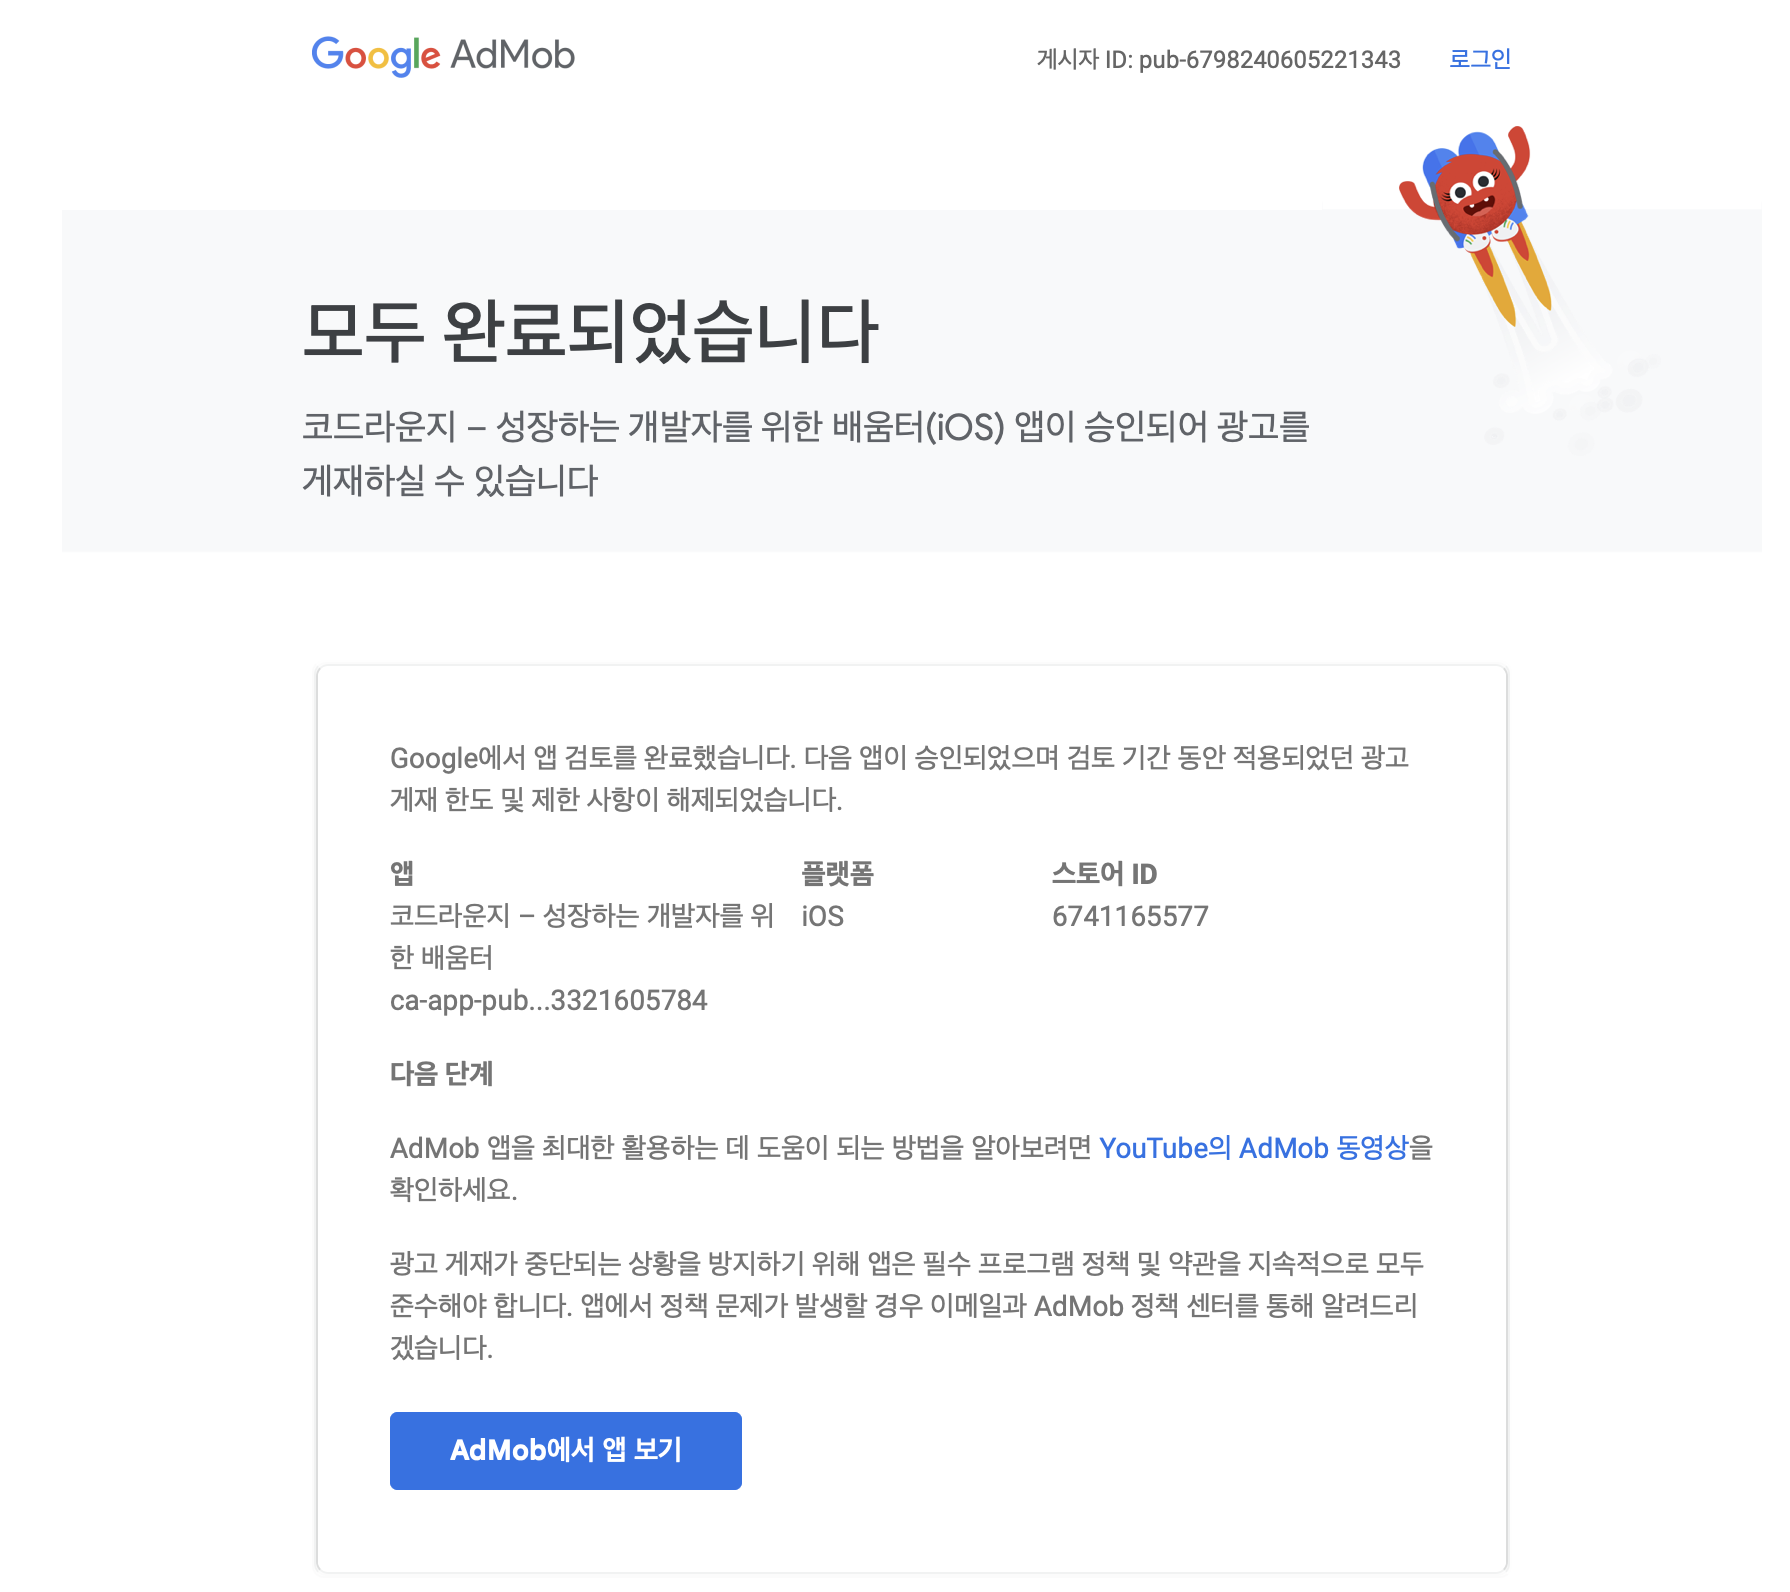 Google AdMob
게시자 ID: pub-6798240605221343
로그인
모두 완료되었습니다
코드라운지 – 성장하는 개발자를 위한 배움터(iOS) 앱이 승인되어 광고를
게재하실 수 있습니다
Google에서 앱 검토를 완료했습니다. 다음 앱이 승인되었으며 검토 기간 동안 적용되었던 광고
게재 한도 및 제한 사항이 해제되었습니다.
앱 플랫폼 스토어 ID
코드라운지 – 성장하는 개발자를 위 iOS 6741165577
한 배움터
ca-app-pub...3321605784
다음 단계
AdMob 앱을 최대한 활용하는 데 도움이 되는 방법을 알아보려면 YouTube의 AdMob 동영상을
확인하세요.
광고 게재가 중단되는 상황을 방지하기 위해 앱은 필수 프로그램 정책 및 약관을 지속적으로 모두
준수해야 합니다. 앱에서 정책 문제가 발생할 경우 이메일과 AdMob 정책 센터를 통해 알려드리
겠습니다.
AdMob에서 앱 보기